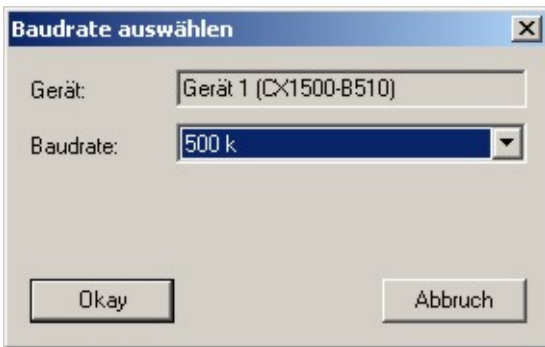 Baudrate auswählen
Gerät: Gerät 1 (CX1500-B510)
Baudrate: 500 k
Okay Abbruch